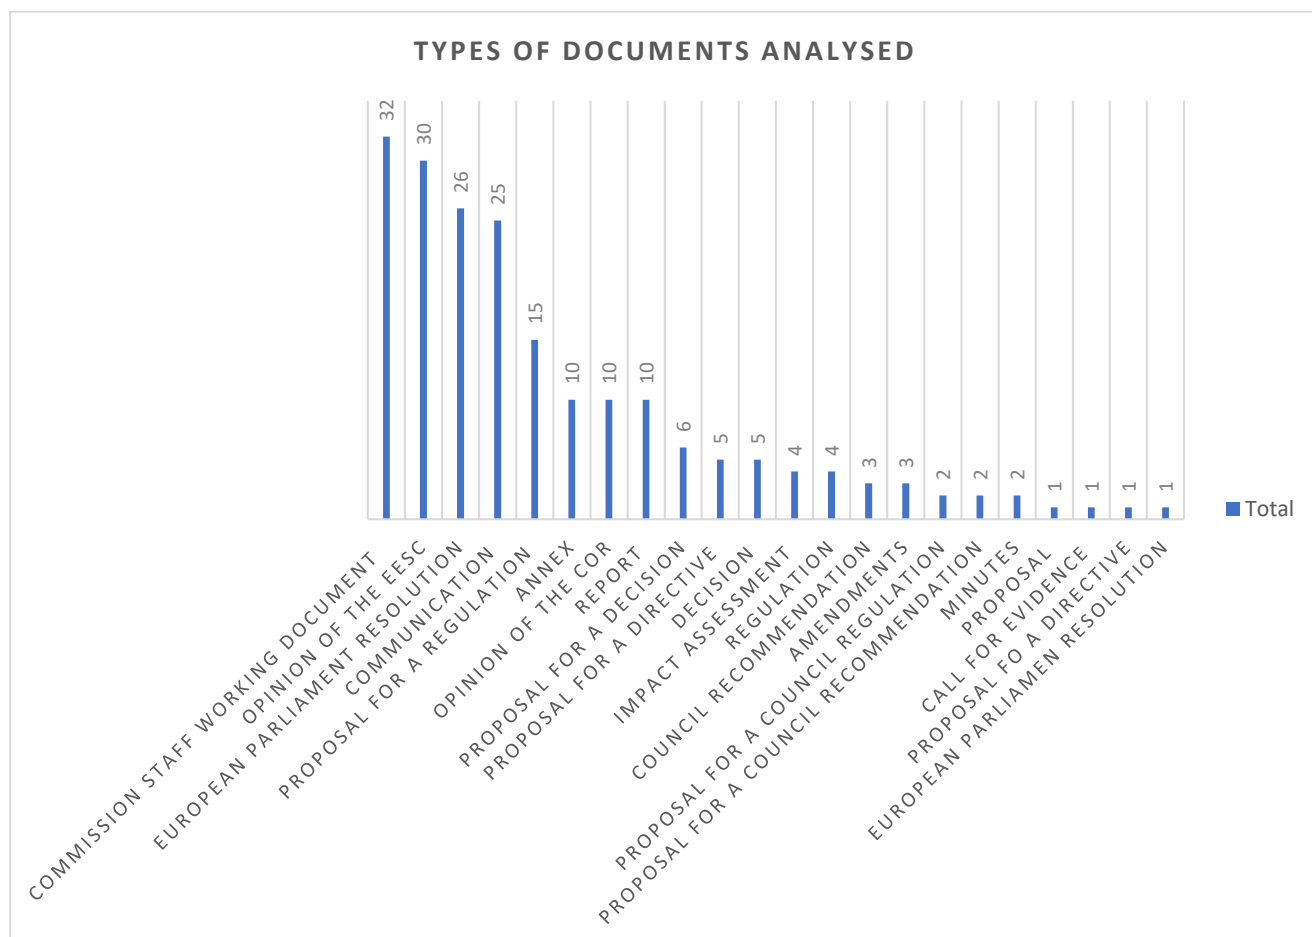 TYPES OF DOCUMENTS ANALYSED
32
30
26
25
15
10
10
10
6
5
5
4
4
3
3
2
2
2
1
1
1
1
COMMISSION STAFF WORKING DOCUMENT
OPINION OF THE EESC
EUROPEAN PARLIAMENT RESOLUTION
COMMUNICATION
PROPOSAL FOR A REGULATION
ANNEX
OPINION OF THE COR
REPORT
PROPOSAL FOR A DECISION
PROPOSAL FOR A DIRECTIVE
DECISION
IMPACT ASSESSMENT
REGULATION
COUNCIL RECOMMENDATION
AMENDMENTS
PROPOSAL FOR A COUNCIL REGULATION
PROPOSAL FOR A COUNCIL RECOMMENDATION
MINUTES
PROPOSAL
CALL FOR EVIDENCE
PROPOSAL FO A DIRECTIVE
EUROPEAN PARLIAMEN RESOLUTION
Total